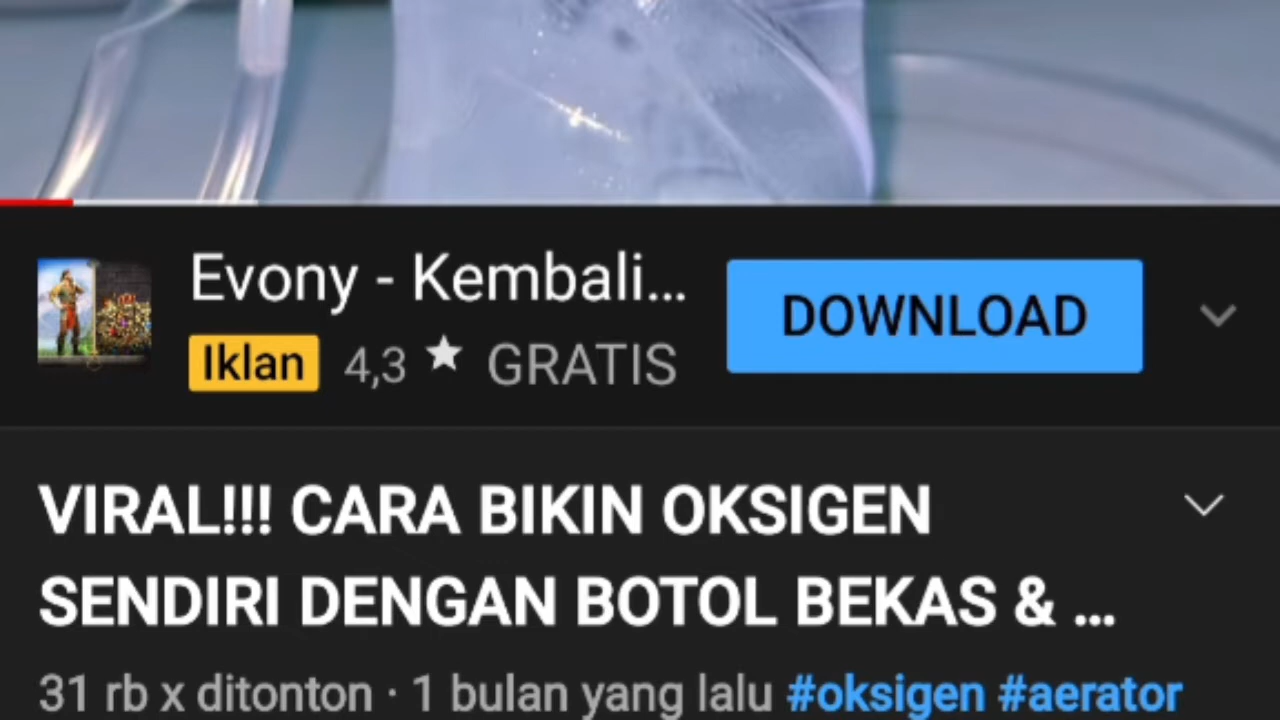 Evony - Kembali...
DOWNLOAD
Iklan 4,3 ★ GRATIS
VIRAL!!! CARA BIKIN OKSIGEN
SENDIRI DENGAN BOTOL BEKAS & ...
31 rb x ditonton · 1 bulan yang lalu #oksigen #aerator